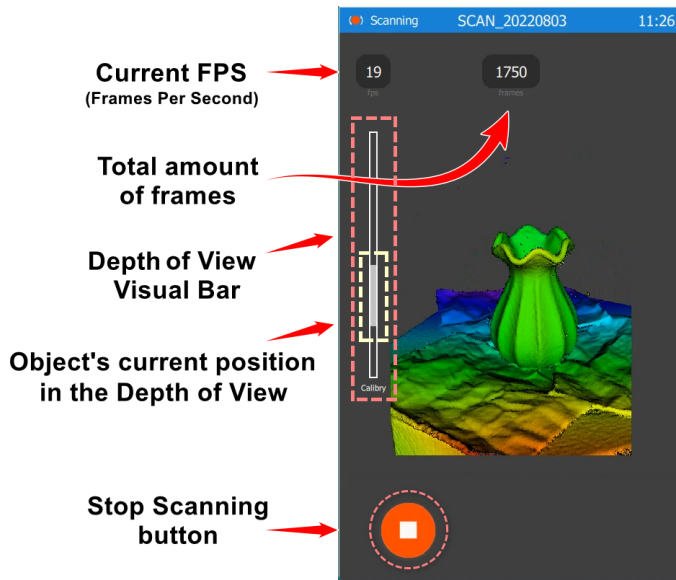 Scanning SCAN_20220803 11:26
Current FPS
(Frames Per Second)
19
fps
1750
frames
Total amount
of frames
Depth of View
Visual Bar
Object's current position
in the Depth of View
Calibry
Stop Scanning
button